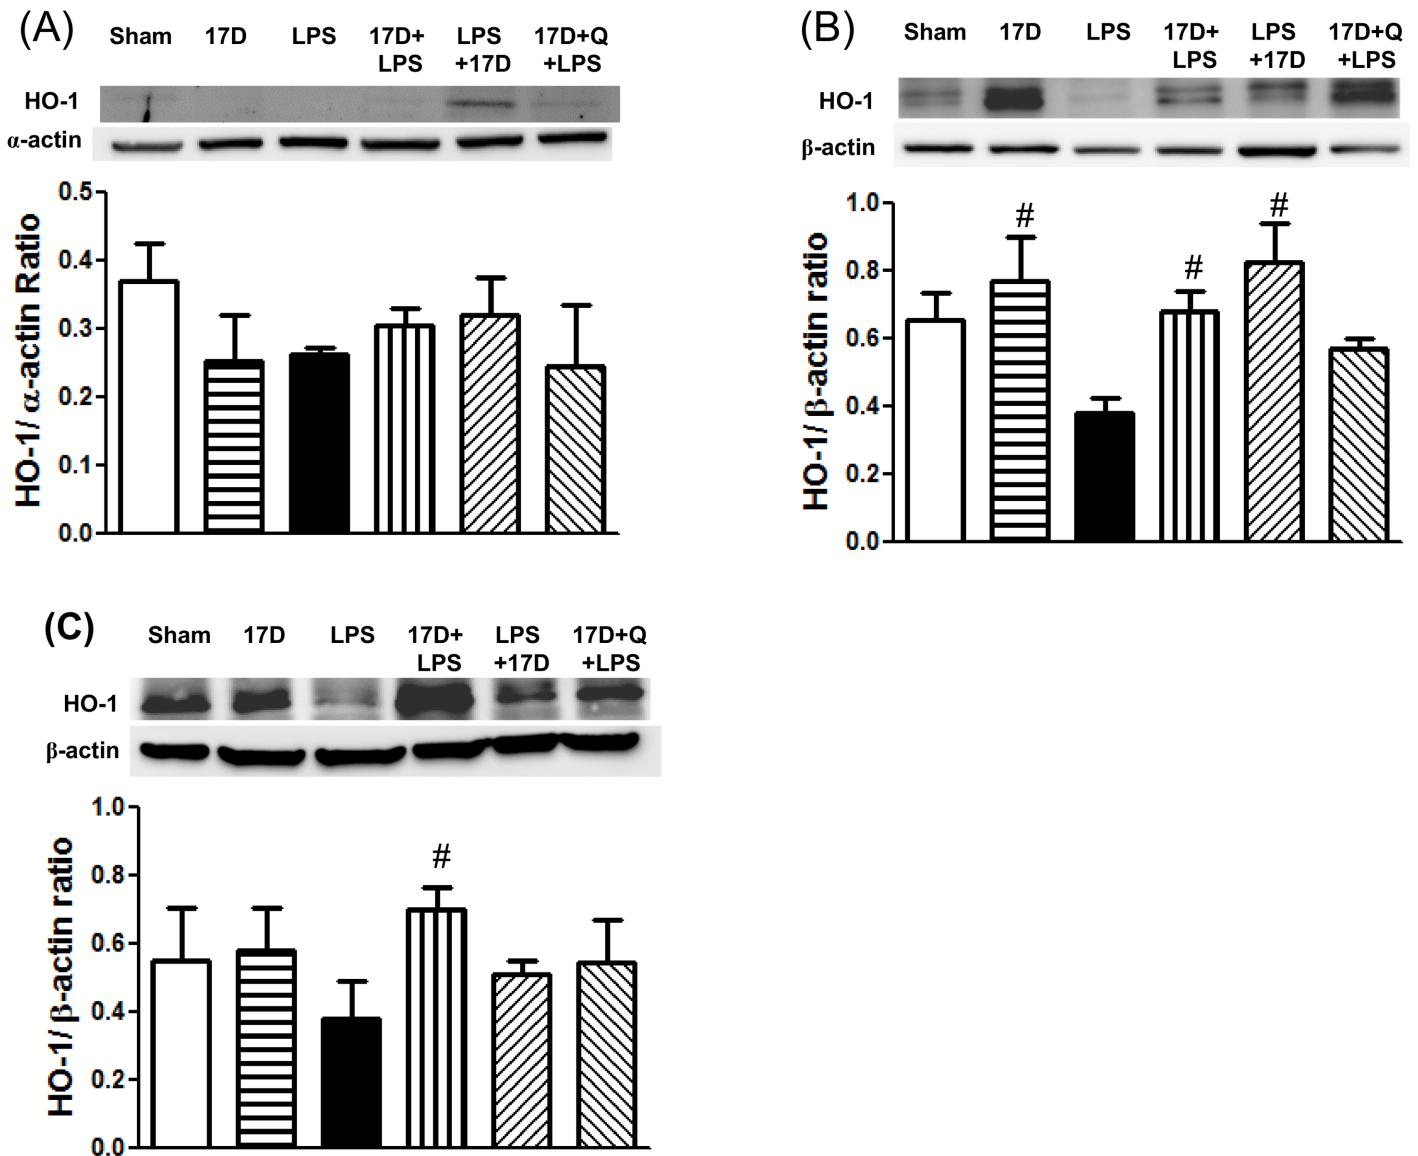 (A)
Sham 17D LPS 17D+ LPS 17D+Q
LPS +17D +LPS
HO-1
α-actin
HO-1/ α-actin Ratio
0.5
0.4
0.3
0.2
0.1
0.0
(B)
Sham 17D LPS 17D+ LPS 17D+Q
LPS +17D +LPS
HO-1
β-actin
HO-1/ β-actin ratio
1.0
0.8
0.6
0.4
0.2
0.0
# # #
(C)
Sham 17D LPS 17D+ LPS 17D+Q
LPS +17D +LPS
HO-1
β-actin
HO-1/ β-actin ratio
1.0
0.8
0.6
0.4
0.2
0.0
#